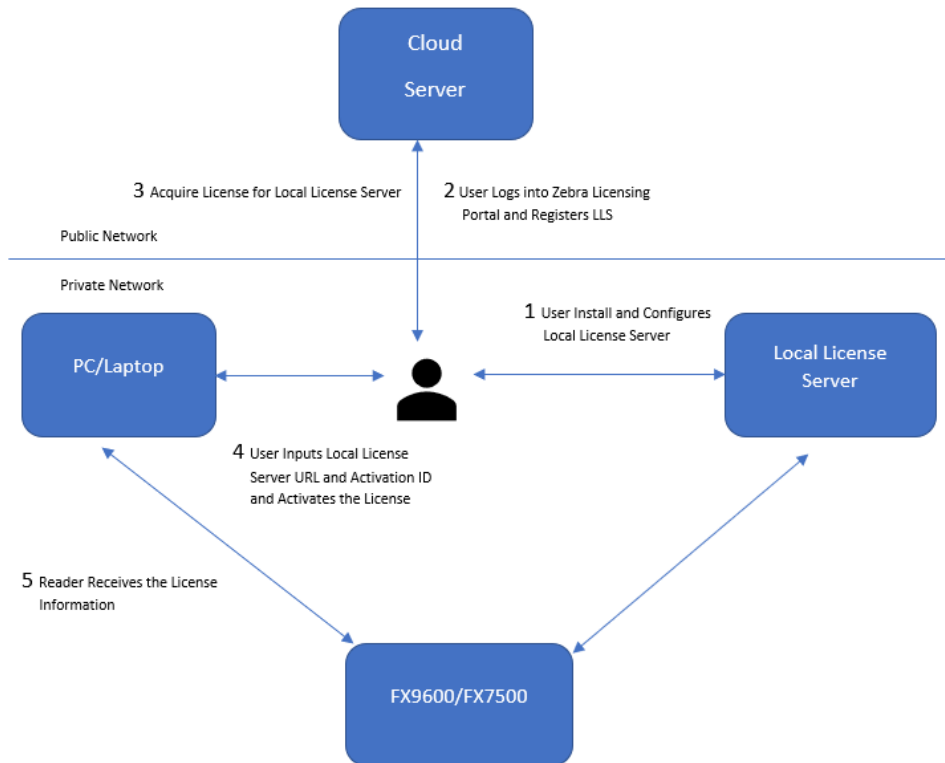 Cloud
Server
3 Acquire License for Local License Server
2 User Logs into Zebra Licensing
Portal and Registers LLS
Public Network
Private Network
1 User Install and Configures
Local License Server
PC/Laptop
Local License
Server
4 User Inputs Local License
Server URL and Activation ID
and Activates the License
5 Reader Receives the License
Information
FX9600/FX7500